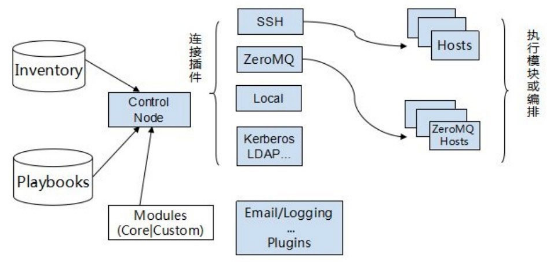 Inventory
Playbooks
Control
Node
Modules
(Core|Custom)
连接插件
SSH
ZeroMQ
Local
Kerberos
LDAP...
Email/Logging
...
Plugins
Hosts
ZeroMQ
Hosts
执行模块或编排